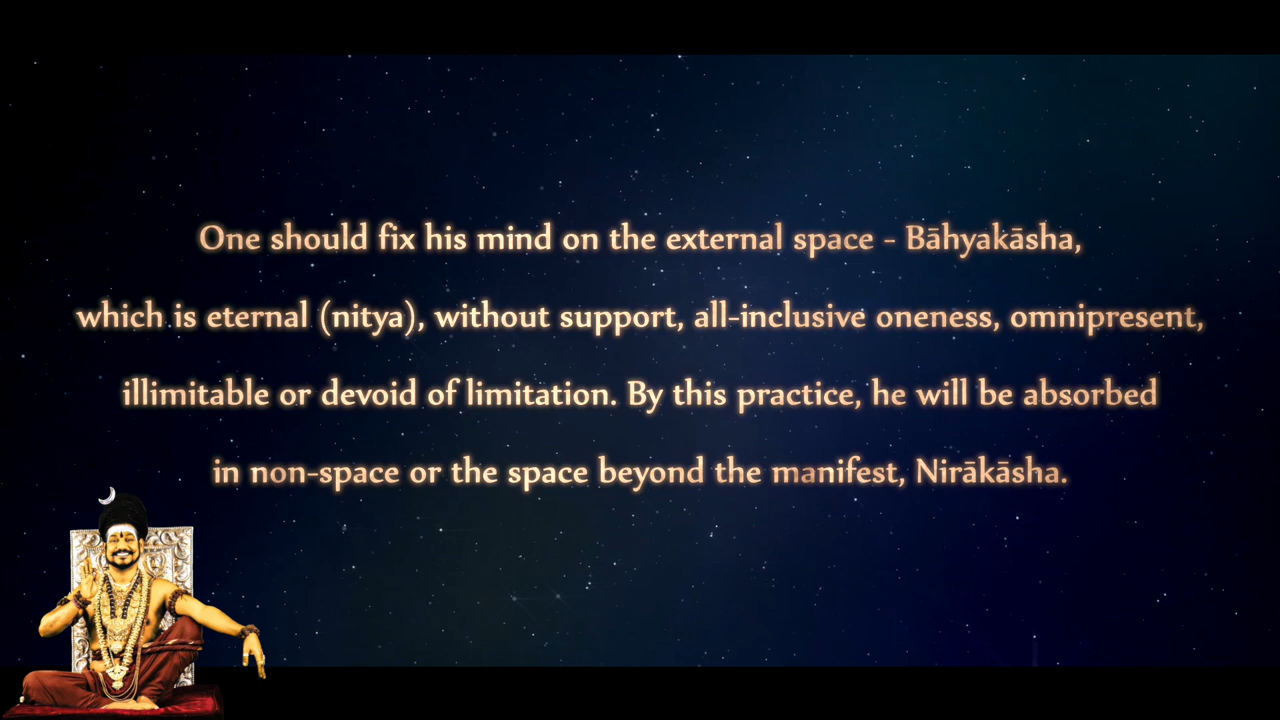 One should fix his mind on the external space - Bāhyakāsha,
which is eternal (nitya), without support, all-inclusive oneness, omnipresent,
illimitable or devoid of limitation. By this practice, he will be absorbed
in non-space or the space beyond the manifest, Nirākāsha.